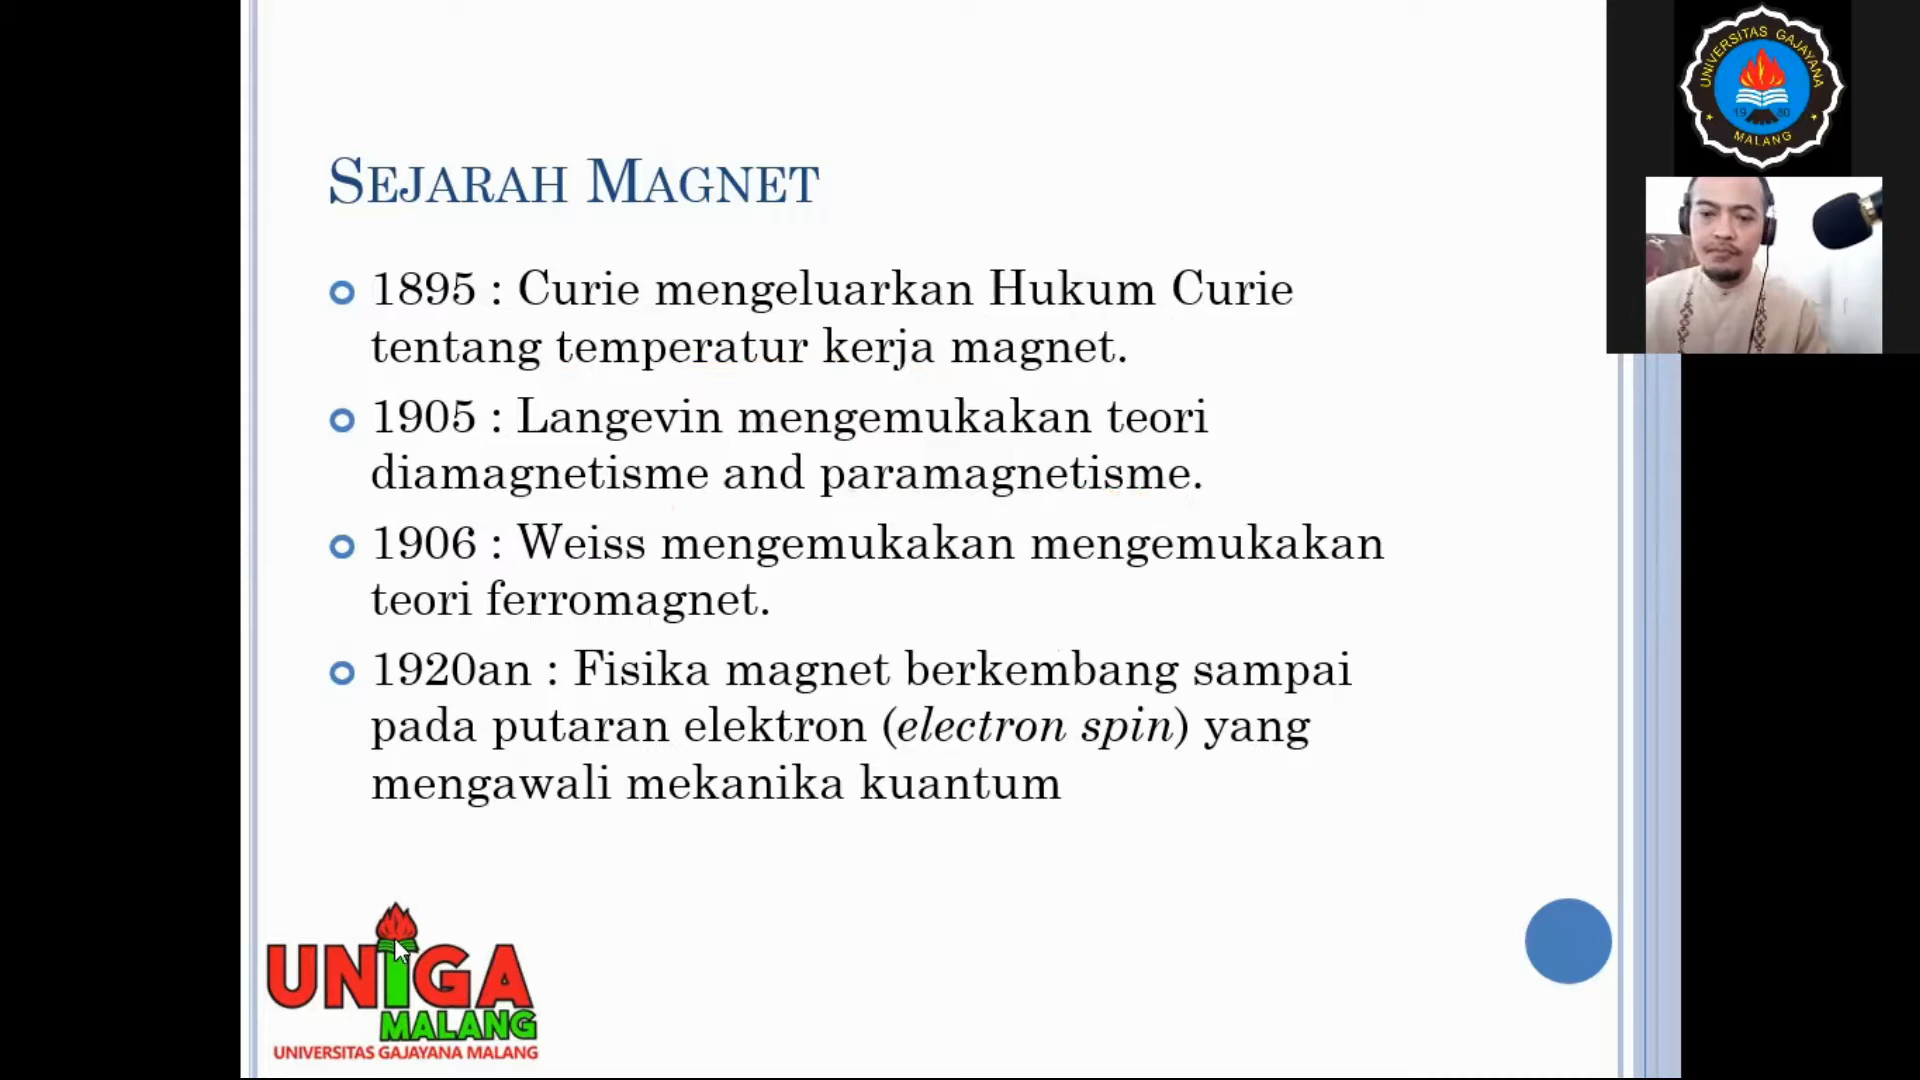 SEJARAH MAGNET
1895 : Curie mengeluarkan Hukum Curie
tentang temperatur kerja magnet.
1905 : Langevin mengemukakan teori
diamagnetisme and paramagnetisme.
1906 : Weiss mengemukakan mengemukakan
teori ferromagnet.
1920an : Fisika magnet berkembang sampai
pada putaran elektron (electron spin) yang
mengawali mekanika kuantum
UNIGA
MALANG
UNIVERSITAS GAJAYANA MALANG
UNIVERSITAS GAJAYANA
1980
MALANG